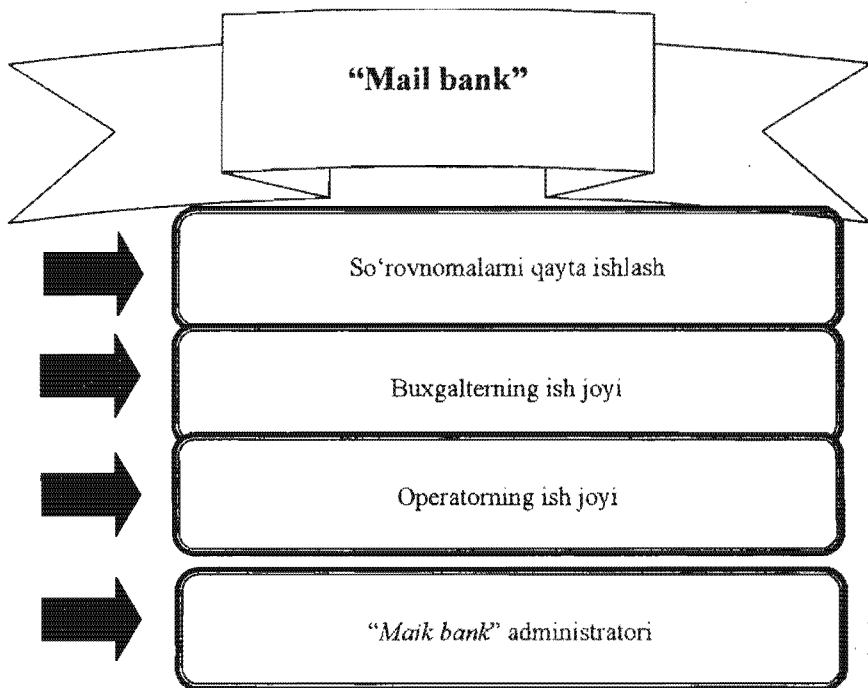 “Mail bank”
So‘rovnomalarni qayta ishlash
Buxgalterning ish joyi
Operatorning ish joyi
“Maik bank” administratori